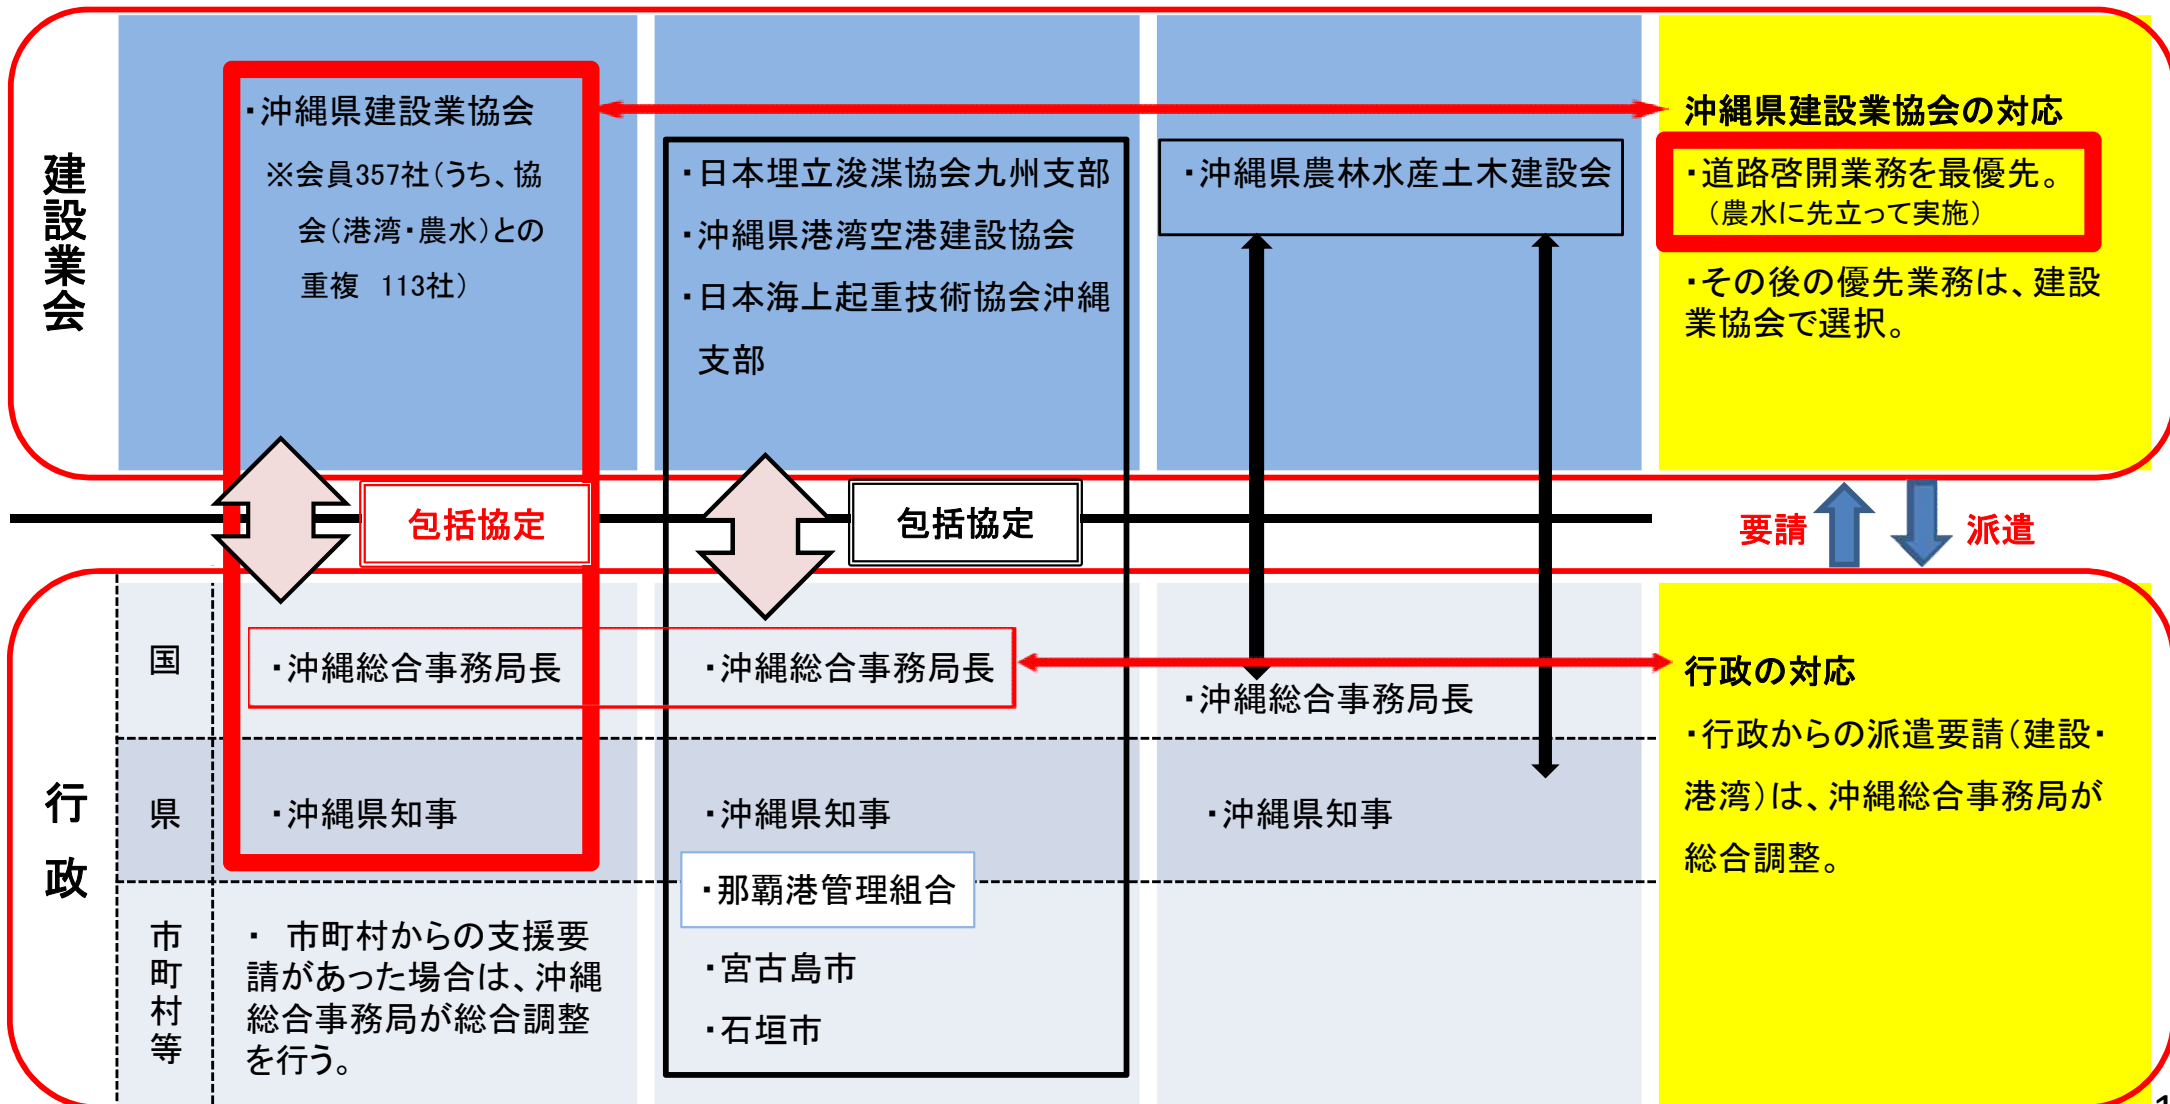 建設業会
・沖縄県建設業協会
※会員357社（うち、協
会（港湾・農水）との
重複　113社）
・日本埋立浚渫協会九州支部
・沖縄県港湾空港建設協会
・日本海上起重技術協会沖縄
支部
・沖縄県農林水産土木建設会
沖縄県建設業協会の対応
・道路啓開業務を最優先。
（農水に先立って実施）
・その後の優先業務は、建設
業協会で選択。
包括協定
包括協定
要請
派遣
行政
国
・沖縄総合事務局長
・沖縄総合事務局長
・沖縄総合事務局長
県
・沖縄県知事
・沖縄県知事
・沖縄県知事
市町村等
・　市町村からの支援要
請があった場合は、沖縄
総合事務局が総合調整
を行う。
・那覇港管理組合
・宮古島市
・石垣市
行政の対応
・行政からの派遣要請（建設・
港湾）は、沖縄総合事務局が
総合調整。
1